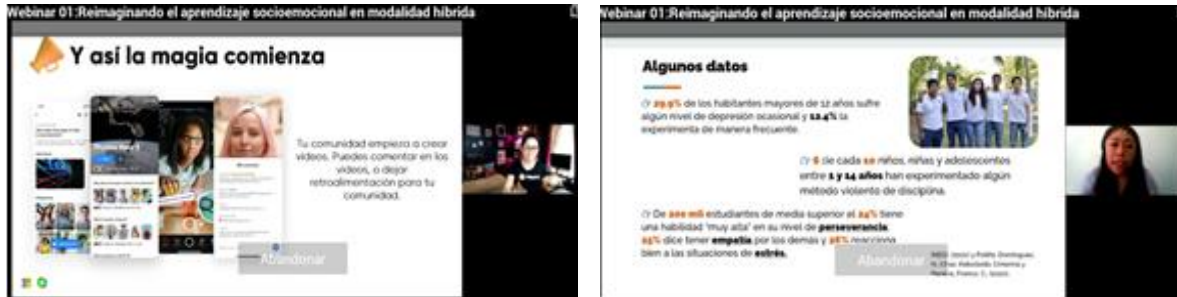 Webinar 01:Reimaginando el aprendizaje socioemocional en modalidad híbrida
Y así la magia comienza
Tu comunidad empieza a crear
videos. Puedes comentar en los
videos, o dejar
retroalimentación para tu
comunidad.
Abandonar
Webinar 01:Reimaginando el aprendizaje socioemocional en modalidad híbrida
Algunos datos
29.9% de los habitantes mayores de 12 años sufre
algún nivel de depresión ocasional y 12.4% la
experimenta de manera frecuente.
6 de cada 10 niños, niñas y adolescentes
entre 1 y 14 años han experimentado algún
método violento de disciplina.
De 200 mil estudiantes de media superior el 24% tiene
una habilidad "muy alta" en su nivel de perseverancia.
25% dice tener empatía por los demás y reacciona
bien a las situaciones de estrés.
Abandonar